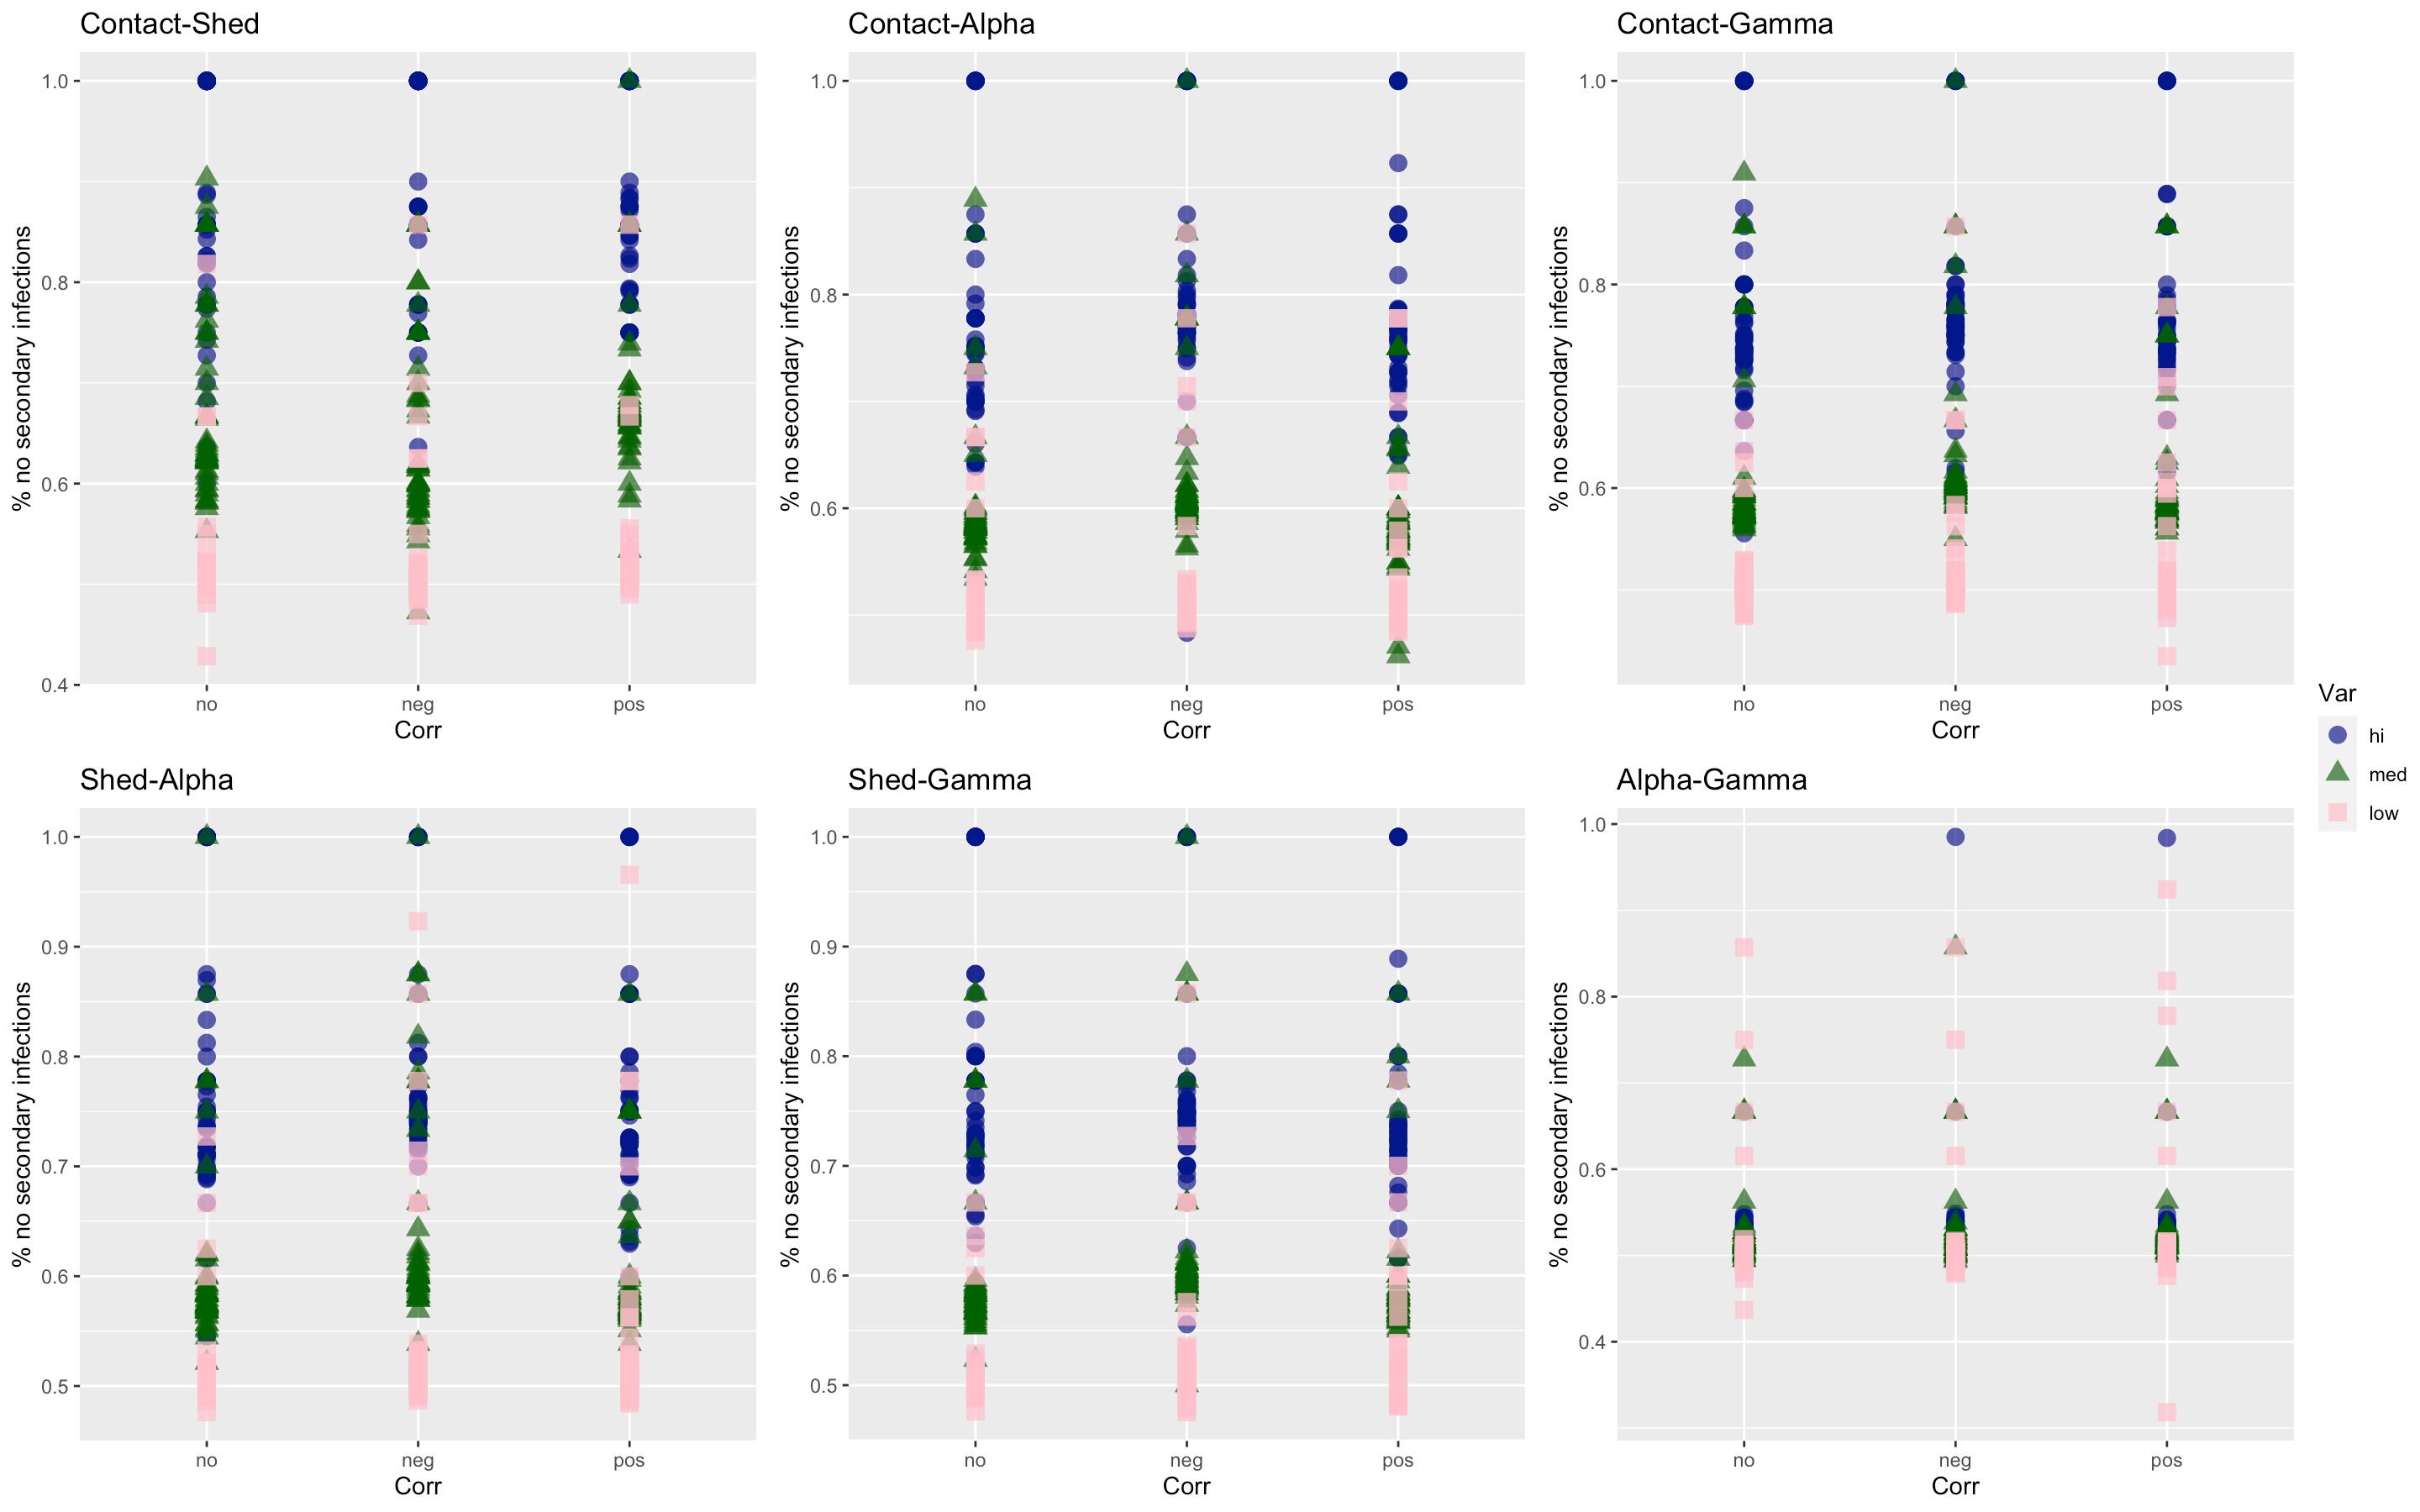 Contact-Shed
% no secondary infections
1.0
0.8
0.6
0.4
no neg pos
Corr
Contact-Alpha
% no secondary infections
1.0
0.8
0.6
no neg pos
Corr
Contact-Gamma
% no secondary infections
1.0
0.8
0.6
no neg pos
Corr
Var
hi
med
low
Shed-Alpha
% no secondary infections
1.0
0.9
0.8
0.7
0.6
0.5
no neg pos
Corr
Shed-Gamma
% no secondary infections
1.0
0.9
0.8
0.7
0.6
0.5
no neg pos
Corr
Alpha-Gamma
% no secondary infections
1.0
0.8
0.6
0.4
no neg pos
Corr